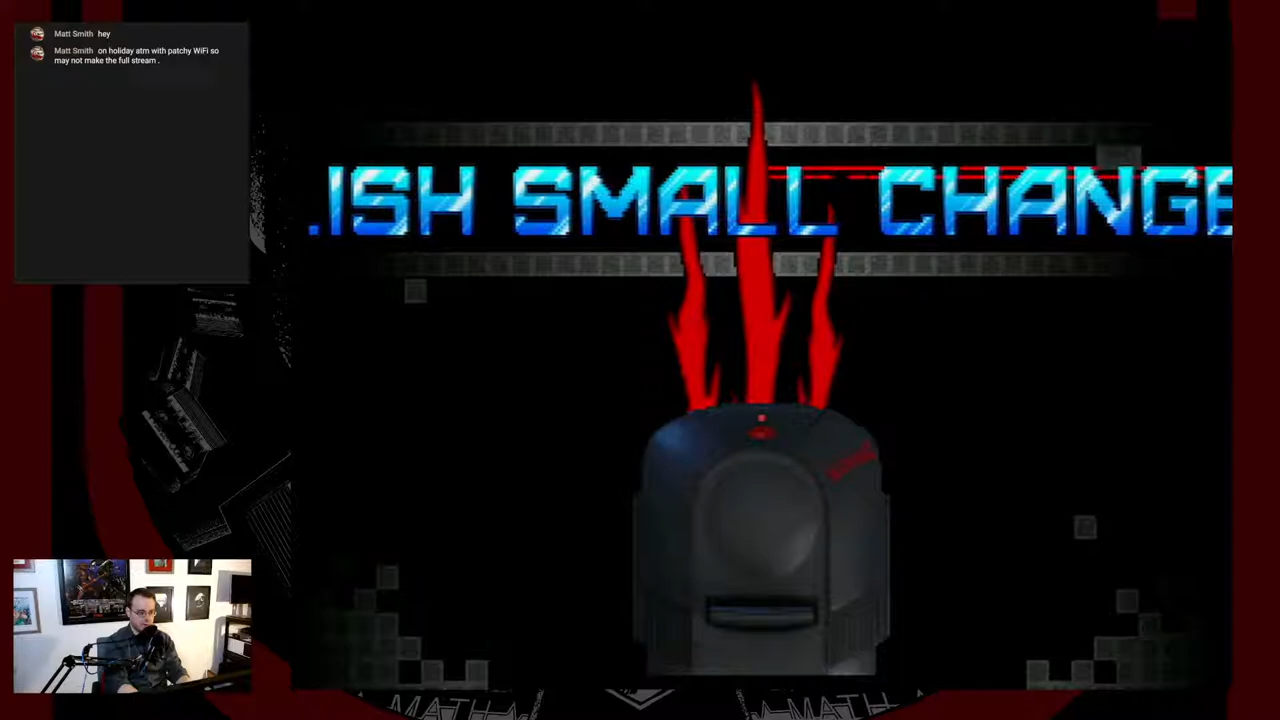 Matt Smith hey
Matt Smith on holiday atm with patchy WiFi so
may not make the full stream .
.ISH SMALL CHANGE